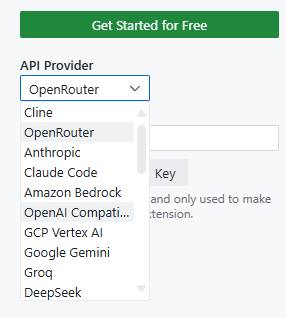 Get Started for Free
API Provider
OpenRouter
Cline
OpenRouter
Anthropic
Claude Code
Key
Amazon Bedrock
and only used to make
OpenAI Compati...
xtension.
GCP Vertex AI
Google Gemini
Groq
DeepSeek